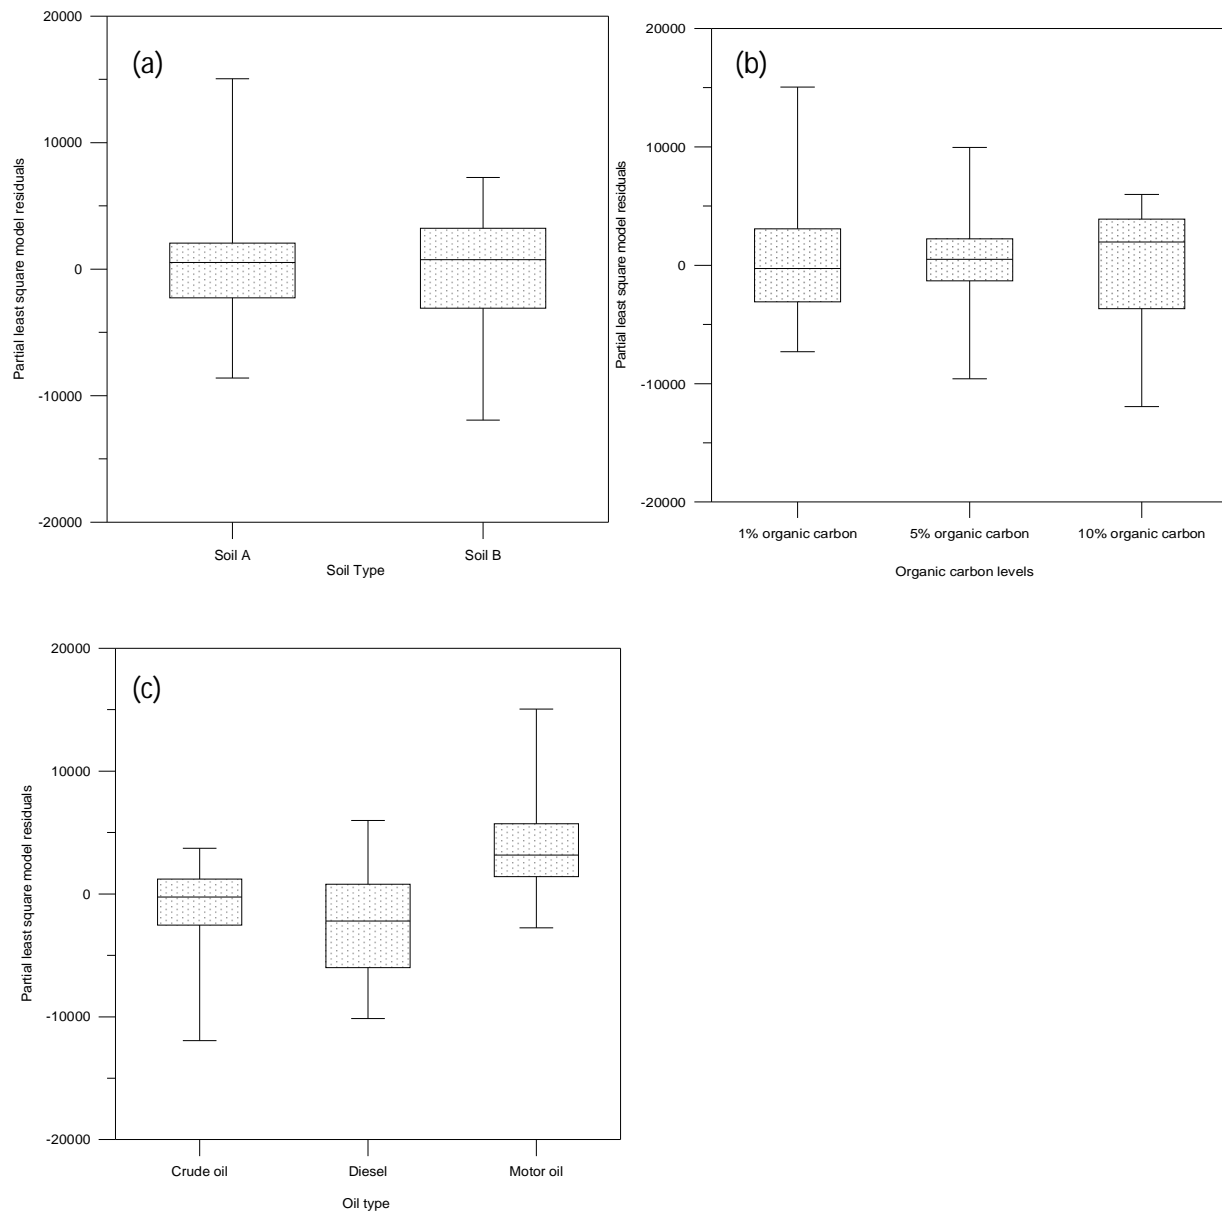 (a)
20000
10000
0
-10000
-20000
Partial least square model residuals
Soil A
Soil B
Soil Type
(b)
20000
10000
0
-10000
-20000
Partial least square model residuals
1% organic carbon
5% organic carbon
10% organic carbon
Organic carbon levels
(c)
20000
10000
0
-10000
-20000
Partial least square model residuals
Crude oil
Diesel
Motor oil
Oil type